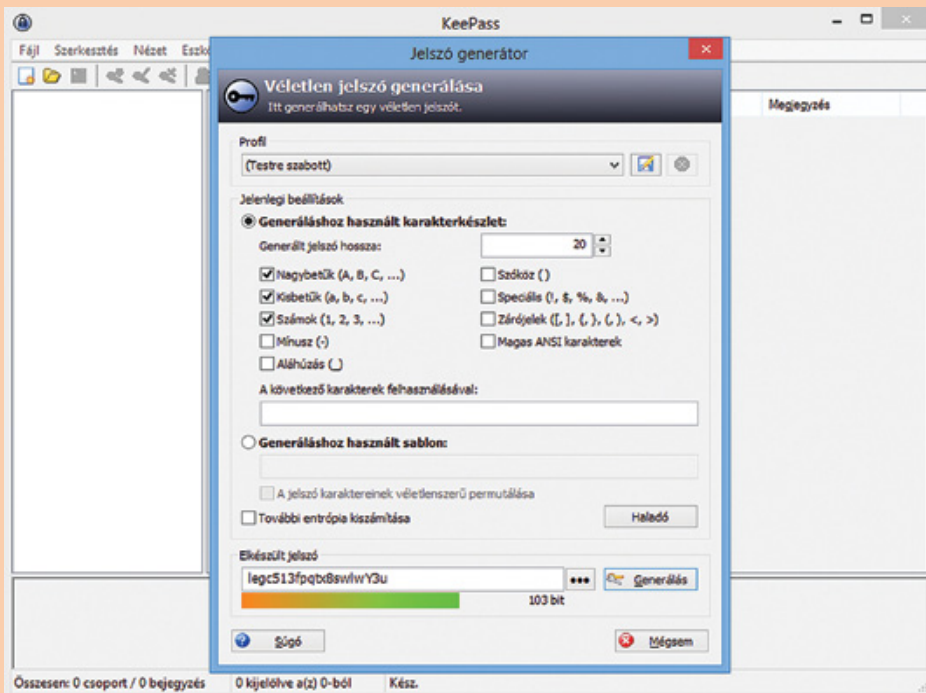 KeePass
Fájl Szerkesztés Nézet
Jelszó generátor
Véletlen jelszó generálása
Itt generálhatsz egy véletlen jelszót.
Megjegyzés
Profil
(Testre szabott)
Jelenlegi beállítások
Generáláshoz használt karakterkészlet:
Generált jelszó hossza: 20
Nagybetűk (A, B, C, ...)
Szóköz ( )
Kisbetűk (a, b, c, ...)
Speciális (!, $, %, &, ...)
Számok (1, 2, 3, ...)
Zárójelek ([, ], {, }, (, ), <, >)
Mínusz (-)
Magas ANSI karakterek
Aláhúzás (_)
A következő karakterek felhasználásával:
Generáláshoz használt sablon:
A jelszó karaktereinek véletlenszerű permutálása
További entrópia kiszámítása
Haladó
Elkészült jelszó
Generálás
103 bit
Súgó
Mégsem
Összesen: 0 csoport / 0 bejegyzés
0 kijelölve a(z) 0-ból
Kész.